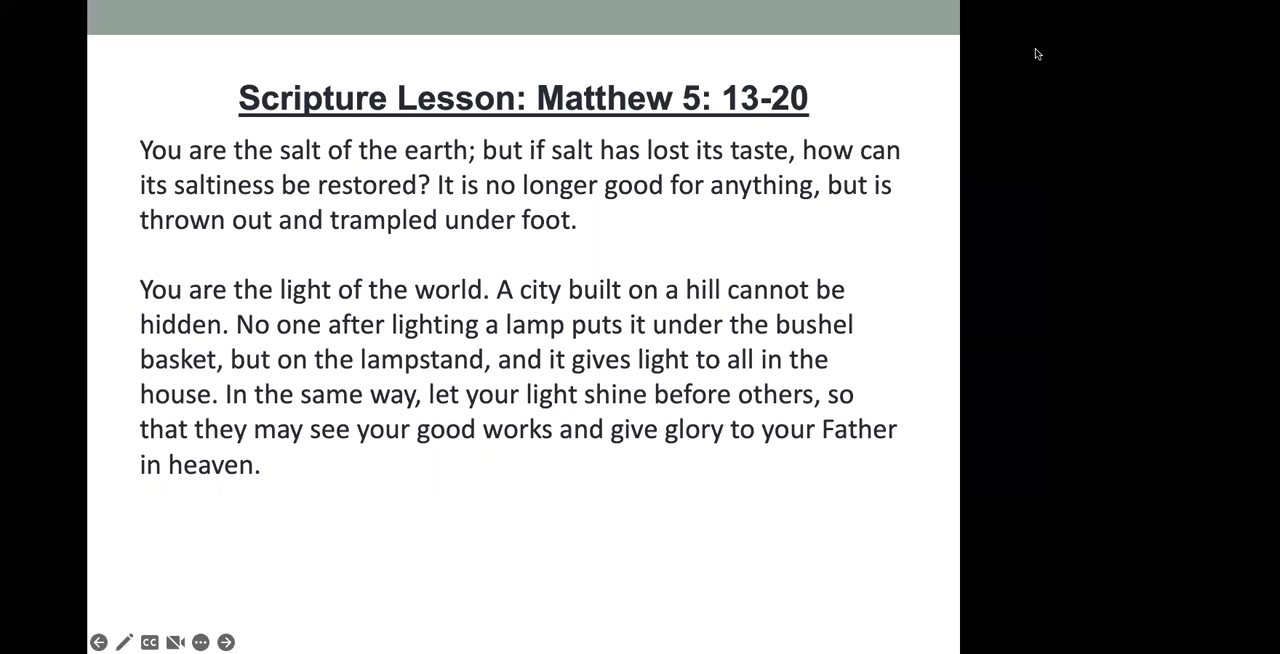 Scripture Lesson: Matthew 5: 13-20
You are the salt of the earth; but if salt has lost its taste, how can
its saltiness be restored? It is no longer good for anything, but is
thrown out and trampled under foot.
You are the light of the world. A city built on a hill cannot be
hidden. No one after lighting a lamp puts it under the bushel
basket, but on the lampstand, and it gives light to all in the
house. In the same way, let your light shine before others, so
that they may see your good works and give glory to your Father
in heaven.
CC